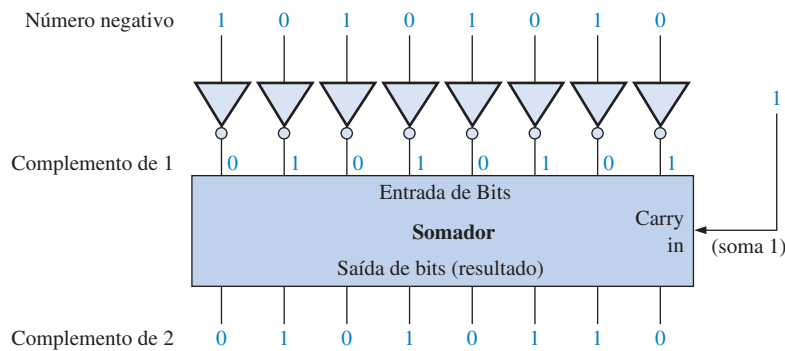 Número negativo 1 0 1 0 1 0 1 0
1
Complemento de 1 0 1 0 1 0 1 0 1
Entrada de Bits
Carry
in
Somador
(soma 1)
Saída de bits (resultado)
Complemento de 2 0 1 0 1 0 1 1 0